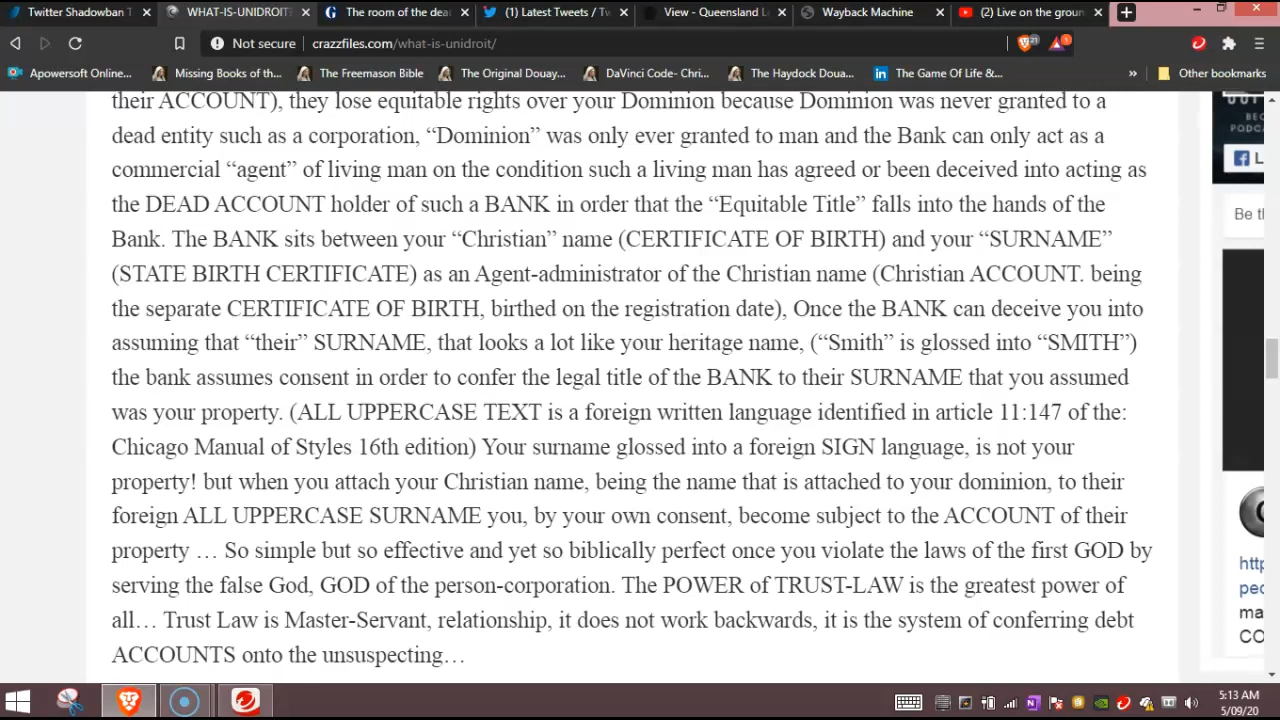 Twitter Shadowban T
WHAT-IS-UNIDROIT?
The room of the dea
(1) Latest Tweets / Tw
View - Queensland L
Wayback Machine
(2) Live on the groun
Not secure
crazzfiles.com/what-is-unidroit/
21
1
Apowersoft Online...
Missing Books of th...
The Freemason Bible
The Original Douay...
DaVinci Code- Chri...
The Haydock Doua...
The Game Of Life &...
»
Other bookmarks
their ACCOUNT), they lose equitable rights over your Dominion because Dominion was never granted to a
dead entity such as a corporation, “Dominion” was only ever granted to man and the Bank can only act as a
commercial “agent” of living man on the condition such a living man has agreed or been deceived into acting as
the DEAD ACCOUNT holder of such a BANK in order that the “Equitable Title” falls into the hands of the
Bank. The BANK sits between your “Christian” name (CERTIFICATE OF BIRTH) and your “SURNAME”
(STATE BIRTH CERTIFICATE) as an Agent-administrator of the Christian name (Christian ACCOUNT. being
the separate CERTIFICATE OF BIRTH, birthed on the registration date), Once the BANK can deceive you into
assuming that “their” SURNAME, that looks a lot like your heritage name, (“Smith” is glossed into “SMITH”)
the bank assumes consent in order to confer the legal title of the BANK to their SURNAME that you assumed
was your property. (ALL UPPERCASE TEXT is a foreign written language identified in article 11:147 of the:
Chicago Manual of Styles 16th edition) Your surname glossed into a foreign SIGN language, is not your
property! but when you attach your Christian name, being the name that is attached to your dominion, to their
foreign ALL UPPERCASE SURNAME you, by your own consent, become subject to the ACCOUNT of their
property … So simple but so effective and yet so biblically perfect once you violate the laws of the first GOD by
serving the false God, GOD of the person-corporation. The POWER of TRUST-LAW is the greatest power of
all… Trust Law is Master-Servant, relationship, it does not work backwards, it is the system of conferring debt
ACCOUNTS onto the unsuspecting…
BEC
PODCA
L
Be th
http
peo
ma
CO
5:13 AM
5/09/20